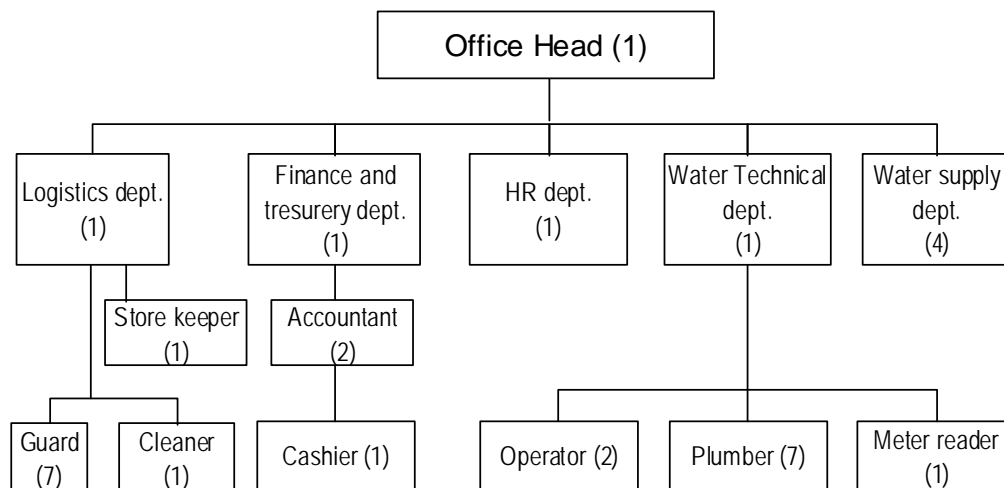 Office Head (1)
Logistics dept.
(1)
Finance and
tresurery dept.
(1)
HR dept.
(1)
Water Technical
dept.
(1)
Water supply
dept.
(4)
Store keeper
(1)
Accountant
(2)
Guard
(7)
Cleaner
(1)
Cashier (1)
Operator (2)
Plumber (7)
Meter reader
(1)